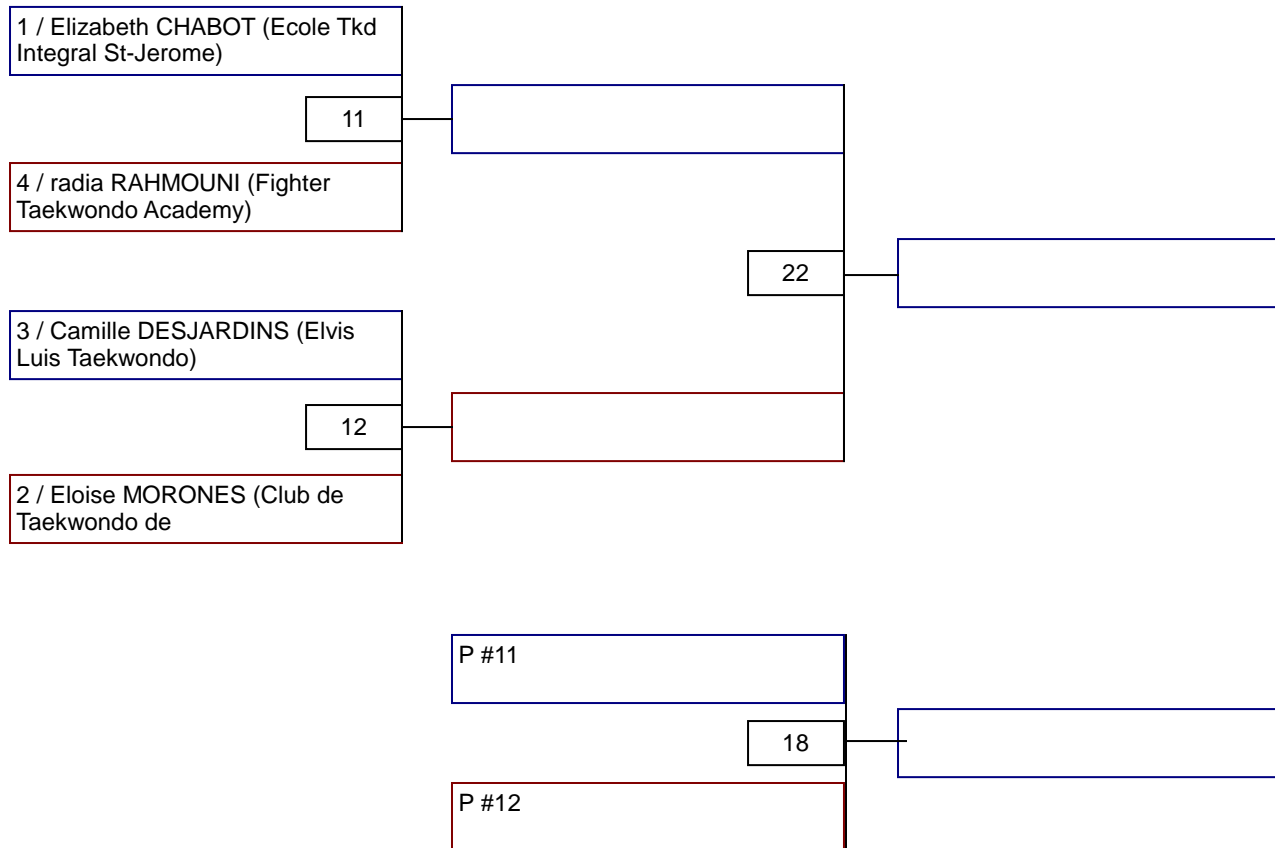 1 / Elizabeth CHABOT (Ecole Tkd
Integral St-Jerome)
11
4 / radia RAHMOUNI (Fighter
Taekwondo Academy)
22
3 / Camille DESJARDINS (Elvis
Luis Taekwondo)
12
2 / Eloise MORONES (Club de
Taekwondo de
P #11
18
P #12